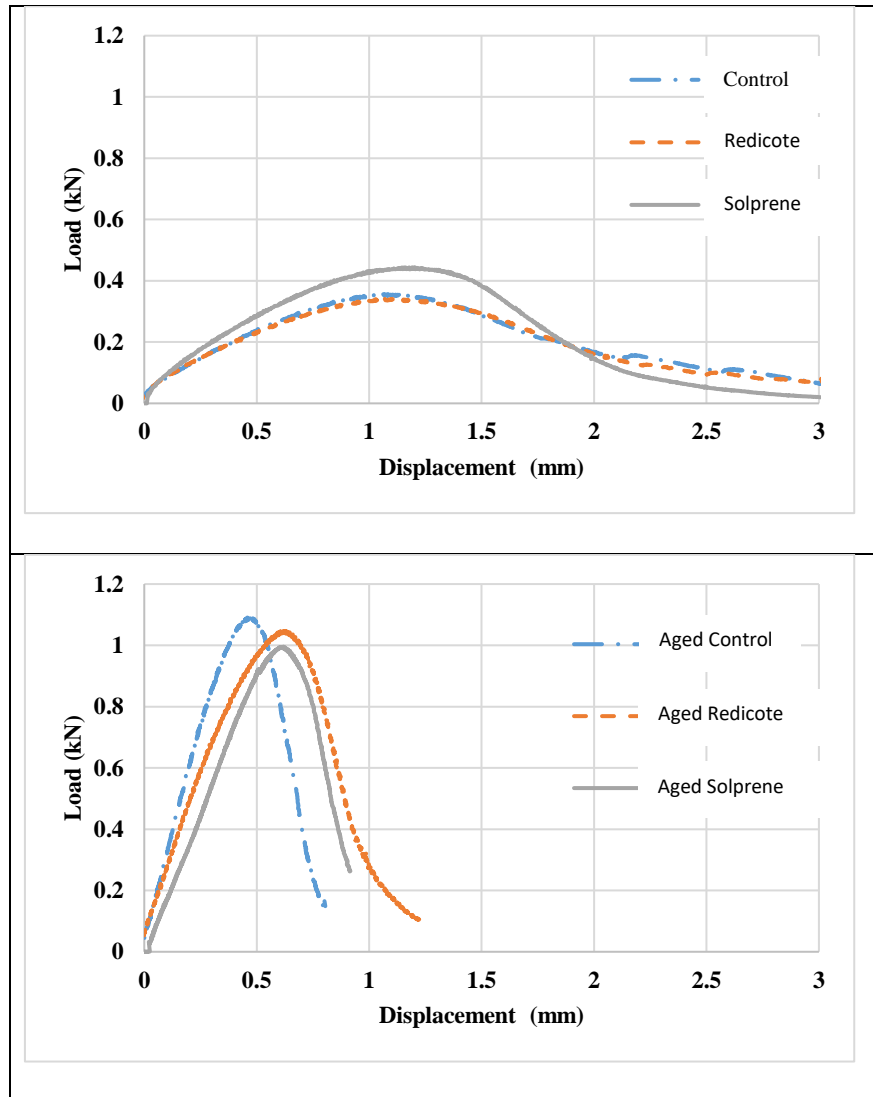 1.2
1
0.8
0.6
0.4
0.2
0
Load (kN)
Control
Redicote
Solprene
0 0.5 1 1.5 2 2.5 3
Displacement (mm)
1.2
1
0.8
0.6
0.4
0.2
0
Load (kN)
Aged Control
Aged Redicote
Aged Solprene
0 0.5 1 1.5 2 2.5 3
Displacement (mm)